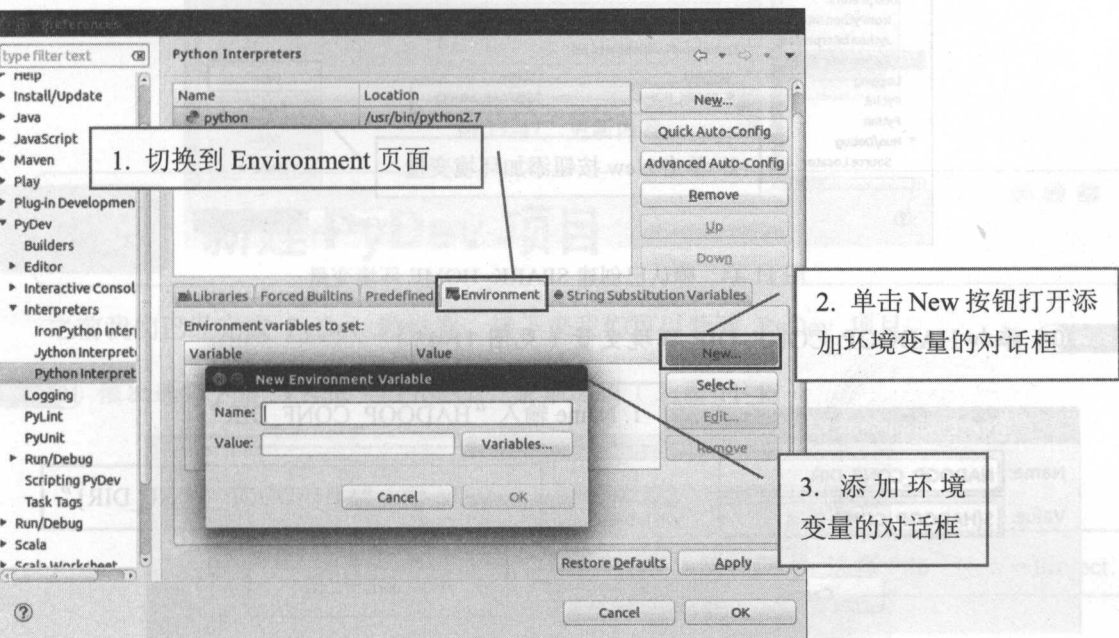 Preferences
type filter text
Help
Install/Update
Java
JavaScript
Maven
Play
Plug-in Developmen
PyDev
Builders
Editor
Interactive Consol
Interpreters
IronPython Inter
Jython Interpret
Python Interpret
Logging
PyLint
PyUnit
Run/Debug
Scripting PyDev
Task Tags
Run/Debug
Scala
Scala Worksheet
Python Interpreters
Name Location
python /usr/bin/python2.7
New...
Quick Auto-Config
Advanced Auto-Config
Remove
Up
Down
1. 切换到 Environment 页面
Libraries Forced Builtins Predefined Environment String Substitution Variables
Environment variables to set:
Variable Value
New...
Select...
Edit...
Remove
New Environment Variable
Name:
Value: Variables...
Cancel OK
2. 单击 New 按钮打开添
加环境变量的对话框
3. 添加环境
变量的对话框
Restore Defaults Apply
Cancel OK